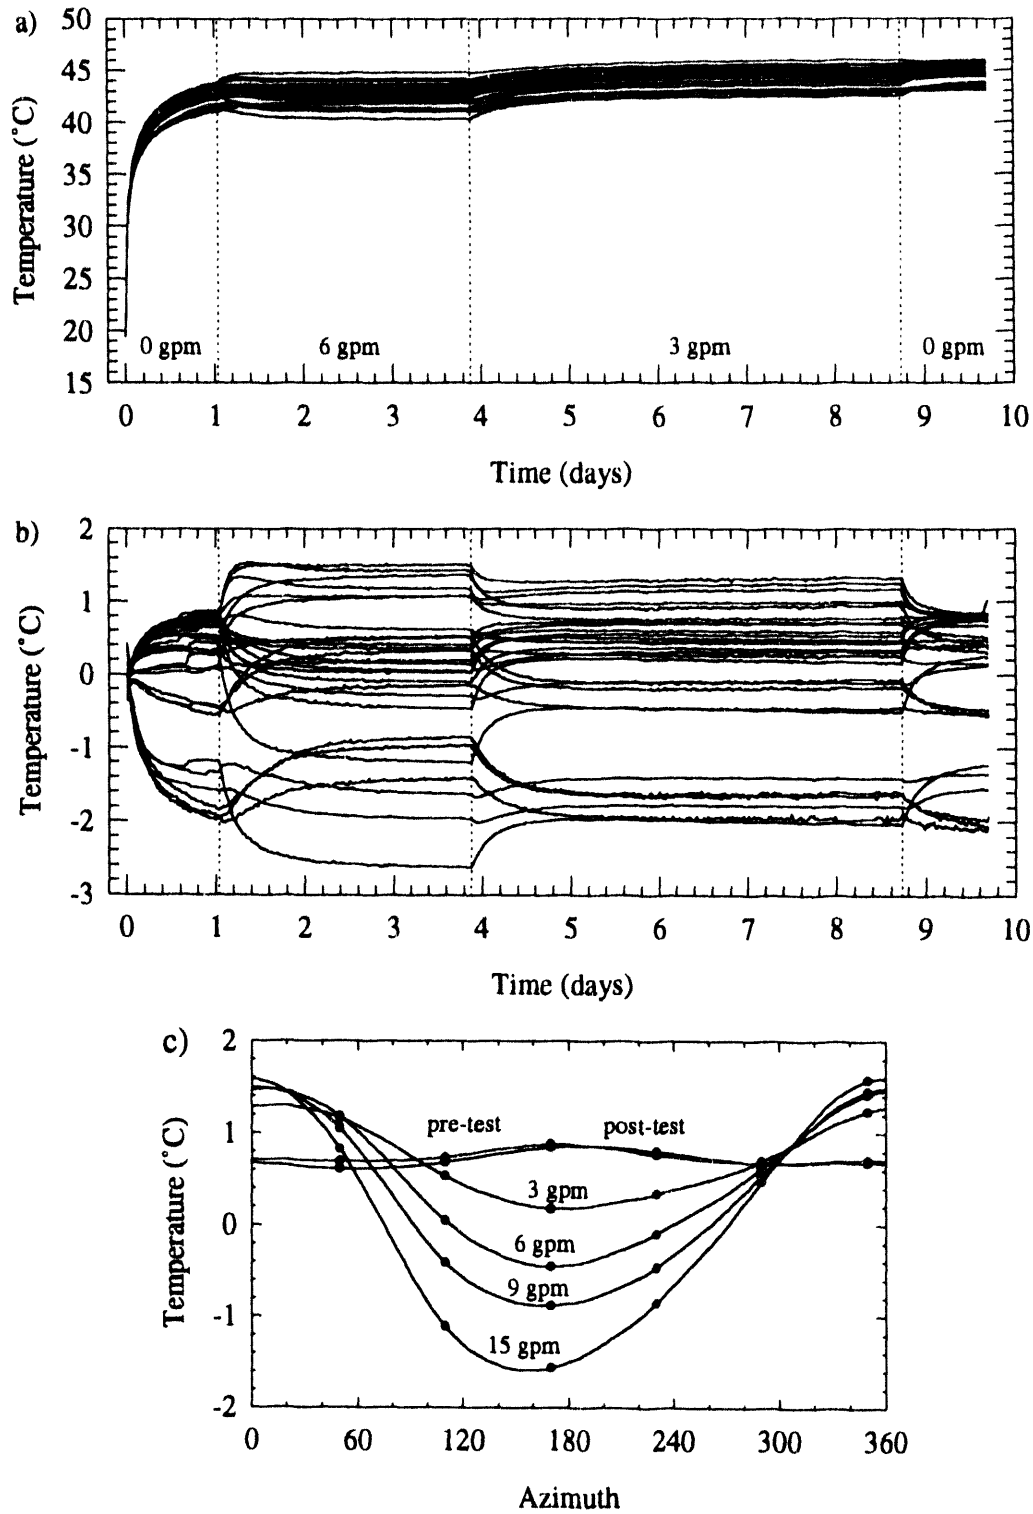 a)
50
45
40
35
30
25
20
15
Temperature (˚C)
0 gpm
6 gpm
3 gpm
0 gpm
0 1 2 3 4 5 6 7 8 9 10
Time (days)
b)
2
1
0
-1
-2
-3
Temperature (˚C)
0 1 2 3 4 5 6 7 8 9 10
Time (days)
c)
2
1
0
-1
-2
Temperature (˚C)
pre-test
post-test
3 gpm
6 gpm
9 gpm
15 gpm
0 60 120 180 240 300 360
Azimuth